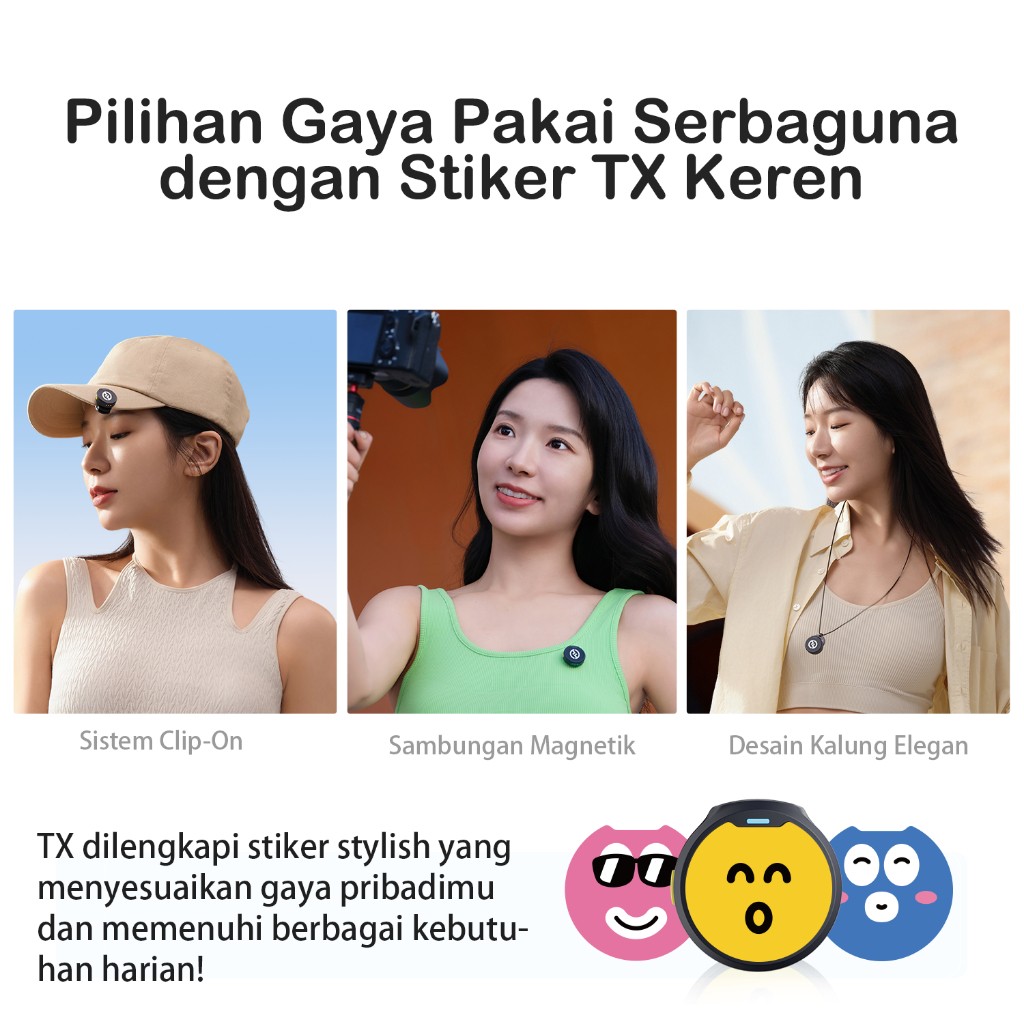 Pilihan Gaya Pakai Serbaguna
dengan Stiker TX Keren
Sistem Clip-On
Sambungan Magnetik
Desain Kalung Elegan
TX dilengkapi stiker stylish yang
menyesuaikan gaya pribadimu
dan memenuhi berbagai kebutu-
han harian!